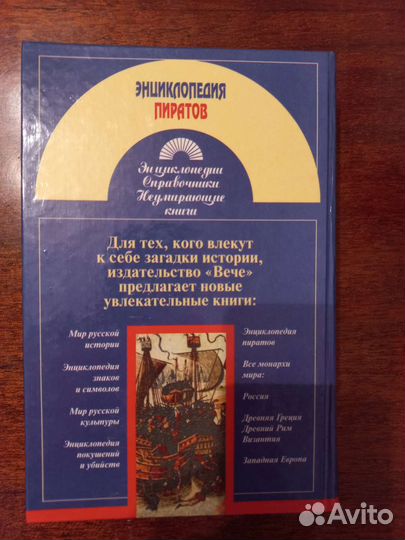 ЭНЦИКЛОПЕДИЯ
ПИРАТОВ
Энциклопедии
Справочники
Неумирающие
книги
Для тех, кого влекут
к себе загадки истории,
издательство «Вече»
предлагает новые
увлекательные книги:
Мир русской
истории
Энциклопедия
знаков
и символов
Мир русской
культуры
Энциклопедия
покушений
и убийств
Энциклопедия
пиратов
Все монархи
мира:
Россия
Древняя Греция
Древний Рим
Византия
Западная Европа
Avito